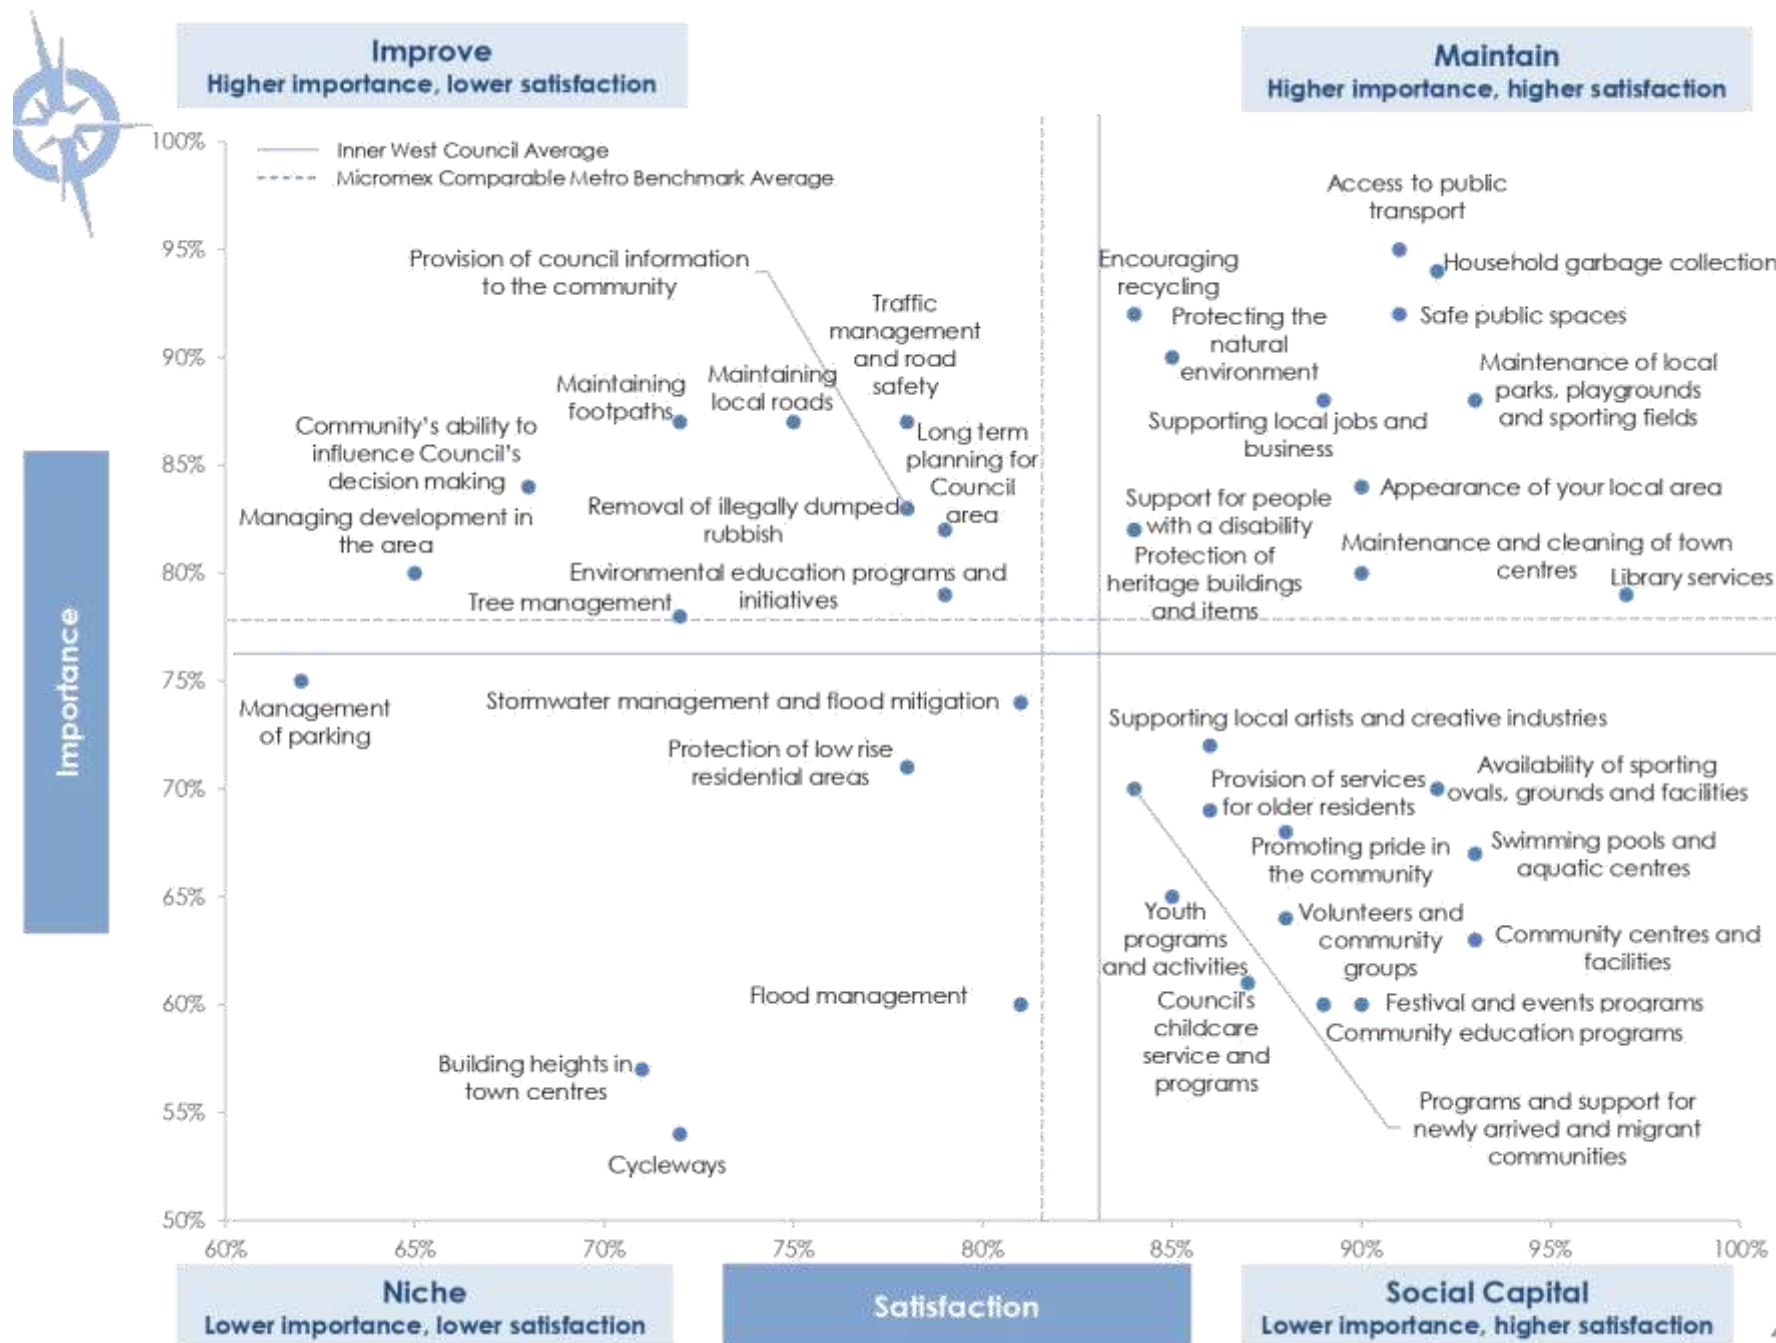 Improve
Higher importance, lower satisfaction
Maintain
Higher importance, higher satisfaction
100%
95%
90%
85%
80%
75%
70%
65%
60%
55%
50%
Inner West Council Average
Micromex Comparable Metro Benchmark Average
Provision of council information
to the community
Traffic
management
and road
safety
Maintaining
footpaths
Maintaining
local roads
Community's ability to
influence Council's
decision making
Long term
planning for
Council
area
Managing development in
the area
Removal of illegally dumped
rubbish
Environmental education programs and
initiatives
Tree management
Access to public
transport
Encouraging
recycling
Household garbage collection
Protecting the
natural
environment
Safe public spaces
Maintenance of local
parks, playgrounds
and sporting fields
Supporting local jobs and
business
Appearance of your local area
Support for people
with a disability
Protection of
heritage buildings
and items
Maintenance and cleaning of town
centres
Library services
Importance
Management
of parking
Stormwater management and flood mitigation
Protection of low rise
residential areas
Flood management
Building heights in
town centres
Cycleways
Supporting local artists and creative industries
Provision of services
for older residents
Availability of sporting
ovals, grounds and facilities
Promoting pride in
the community
Swimming pools and
aquatic centres
Youth
programs
and activities
Volunteers and
community
groups
Community centres and
facilities
Council's
childcare
service and
programs
Festival and events programs
Community education programs
Programs and support for
newly arrived and migrant
communities
60%
65%
70%
75%
80%
85%
90%
95%
100%
Niche
Lower importance, lower satisfaction
Satisfaction
Social Capital
Lower importance, higher satisfaction